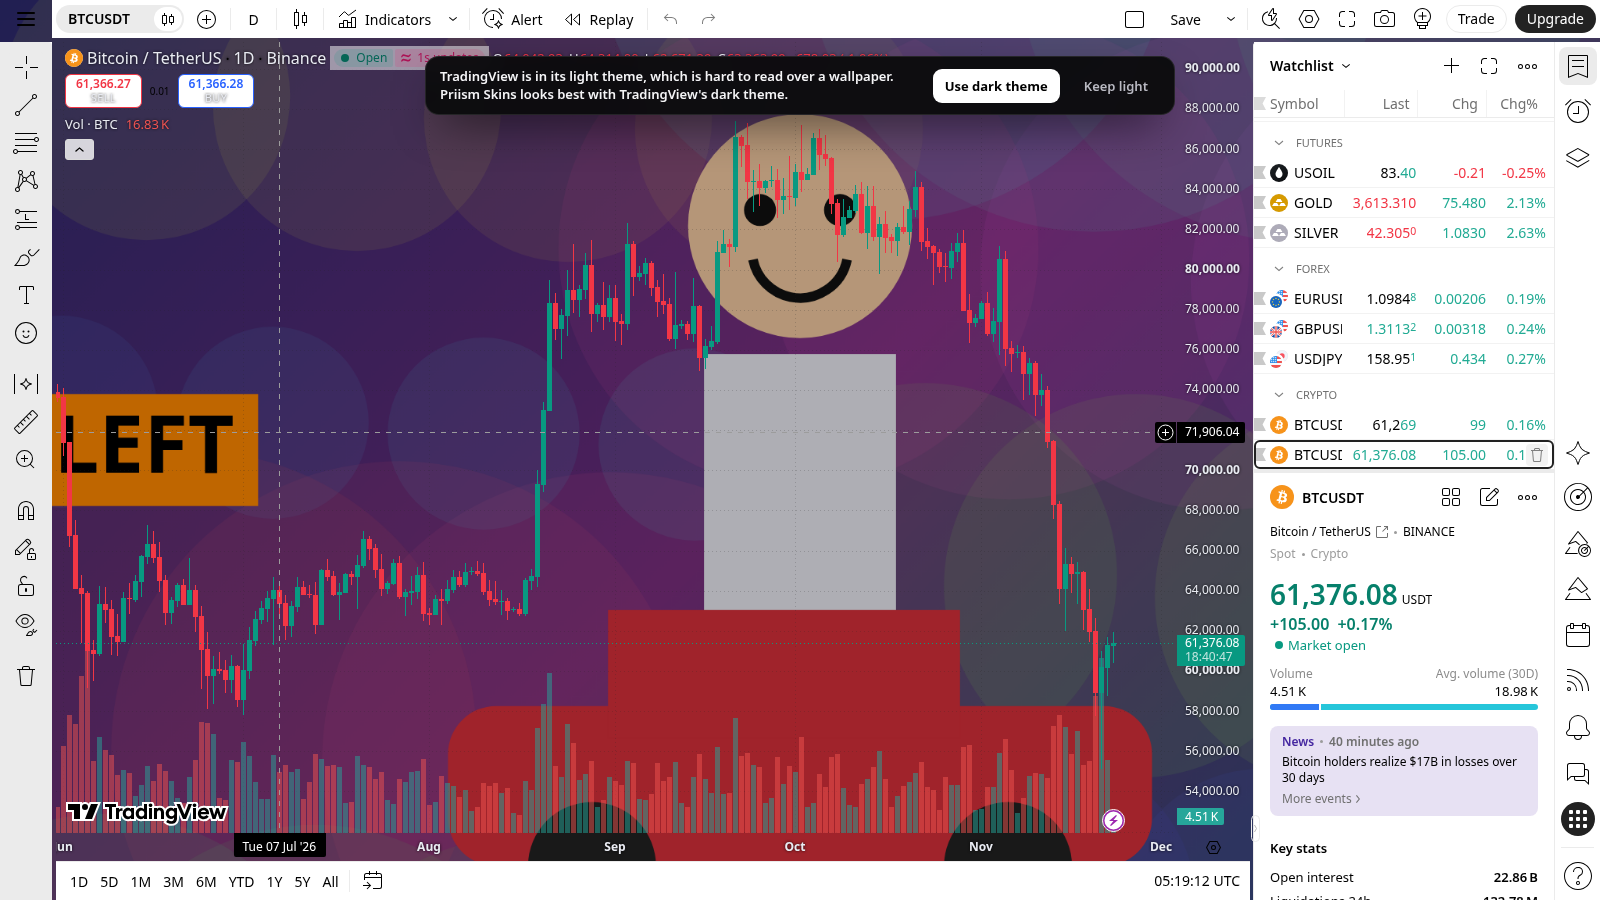 BTCUSDT
D
Indicators
Alert
Replay
Save
Trade
Upgrade
Bitcoin / TetherUS · 1D · Binance
Open
61,366.27
SELL
0.01
61,366.28
BUY
Vol · BTC 16.83 K
TradingView is in its light theme, which is hard to read over a wallpaper.
Priism Skins looks best with TradingView's dark theme.
Use dark theme
Keep light
LEFT
90,000.00
88,000.00
86,000.00
84,000.00
82,000.00
80,000.00
78,000.00
76,000.00
74,000.00
71,906.04
70,000.00
68,000.00
66,000.00
64,000.00
62,000.00
61,376.08
18:40:47
60,000.00
58,000.00
56,000.00
54,000.00
4.51 K
TradingView
un
Tue 07 Jul '26
Aug
Sep
Oct
Nov
Dec
1D 5D 1M 3M 6M YTD 1Y 5Y All
05:19:12 UTC
Watchlist
Symbol Last Chg Chg%
FUTURES
USOIL 83.40 -0.21 -0.25%
GOLD 3,613.310 75.480 2.13%
SILVER 42.3050 1.0830 2.63%
FOREX
EURUSI 1.09848 0.00206 0.19%
GBPUSI 1.31132 0.00318 0.24%
USDJPY 158.951 0.434 0.27%
CRYPTO
BTCUSI 61,269 99 0.16%
BTCUSI 61,376.08 105.00 0.1
BTCUSDT
Bitcoin / TetherUS • BINANCE
Spot • Crypto
61,376.08 USDT
+105.00 +0.17%
Market open
Volume Avg. volume (30D)
4.51 K 18.98 K
News • 40 minutes ago
Bitcoin holders realize $17B in losses over
30 days
More events
Key stats
Open interest 22.86 B